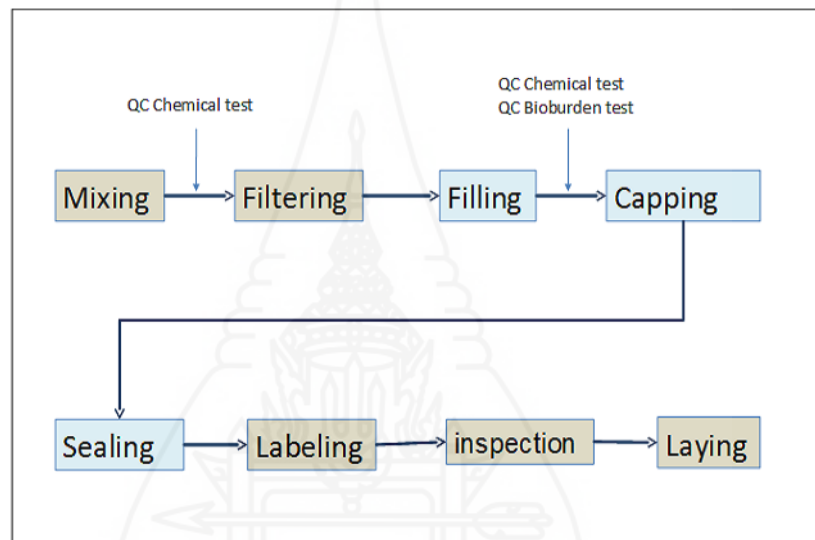 QC Chemical test
QC Chemical test
QC Bioburden test
Mixing
Filtering
Filling
Capping
Sealing
Labeling
inspection
Laying